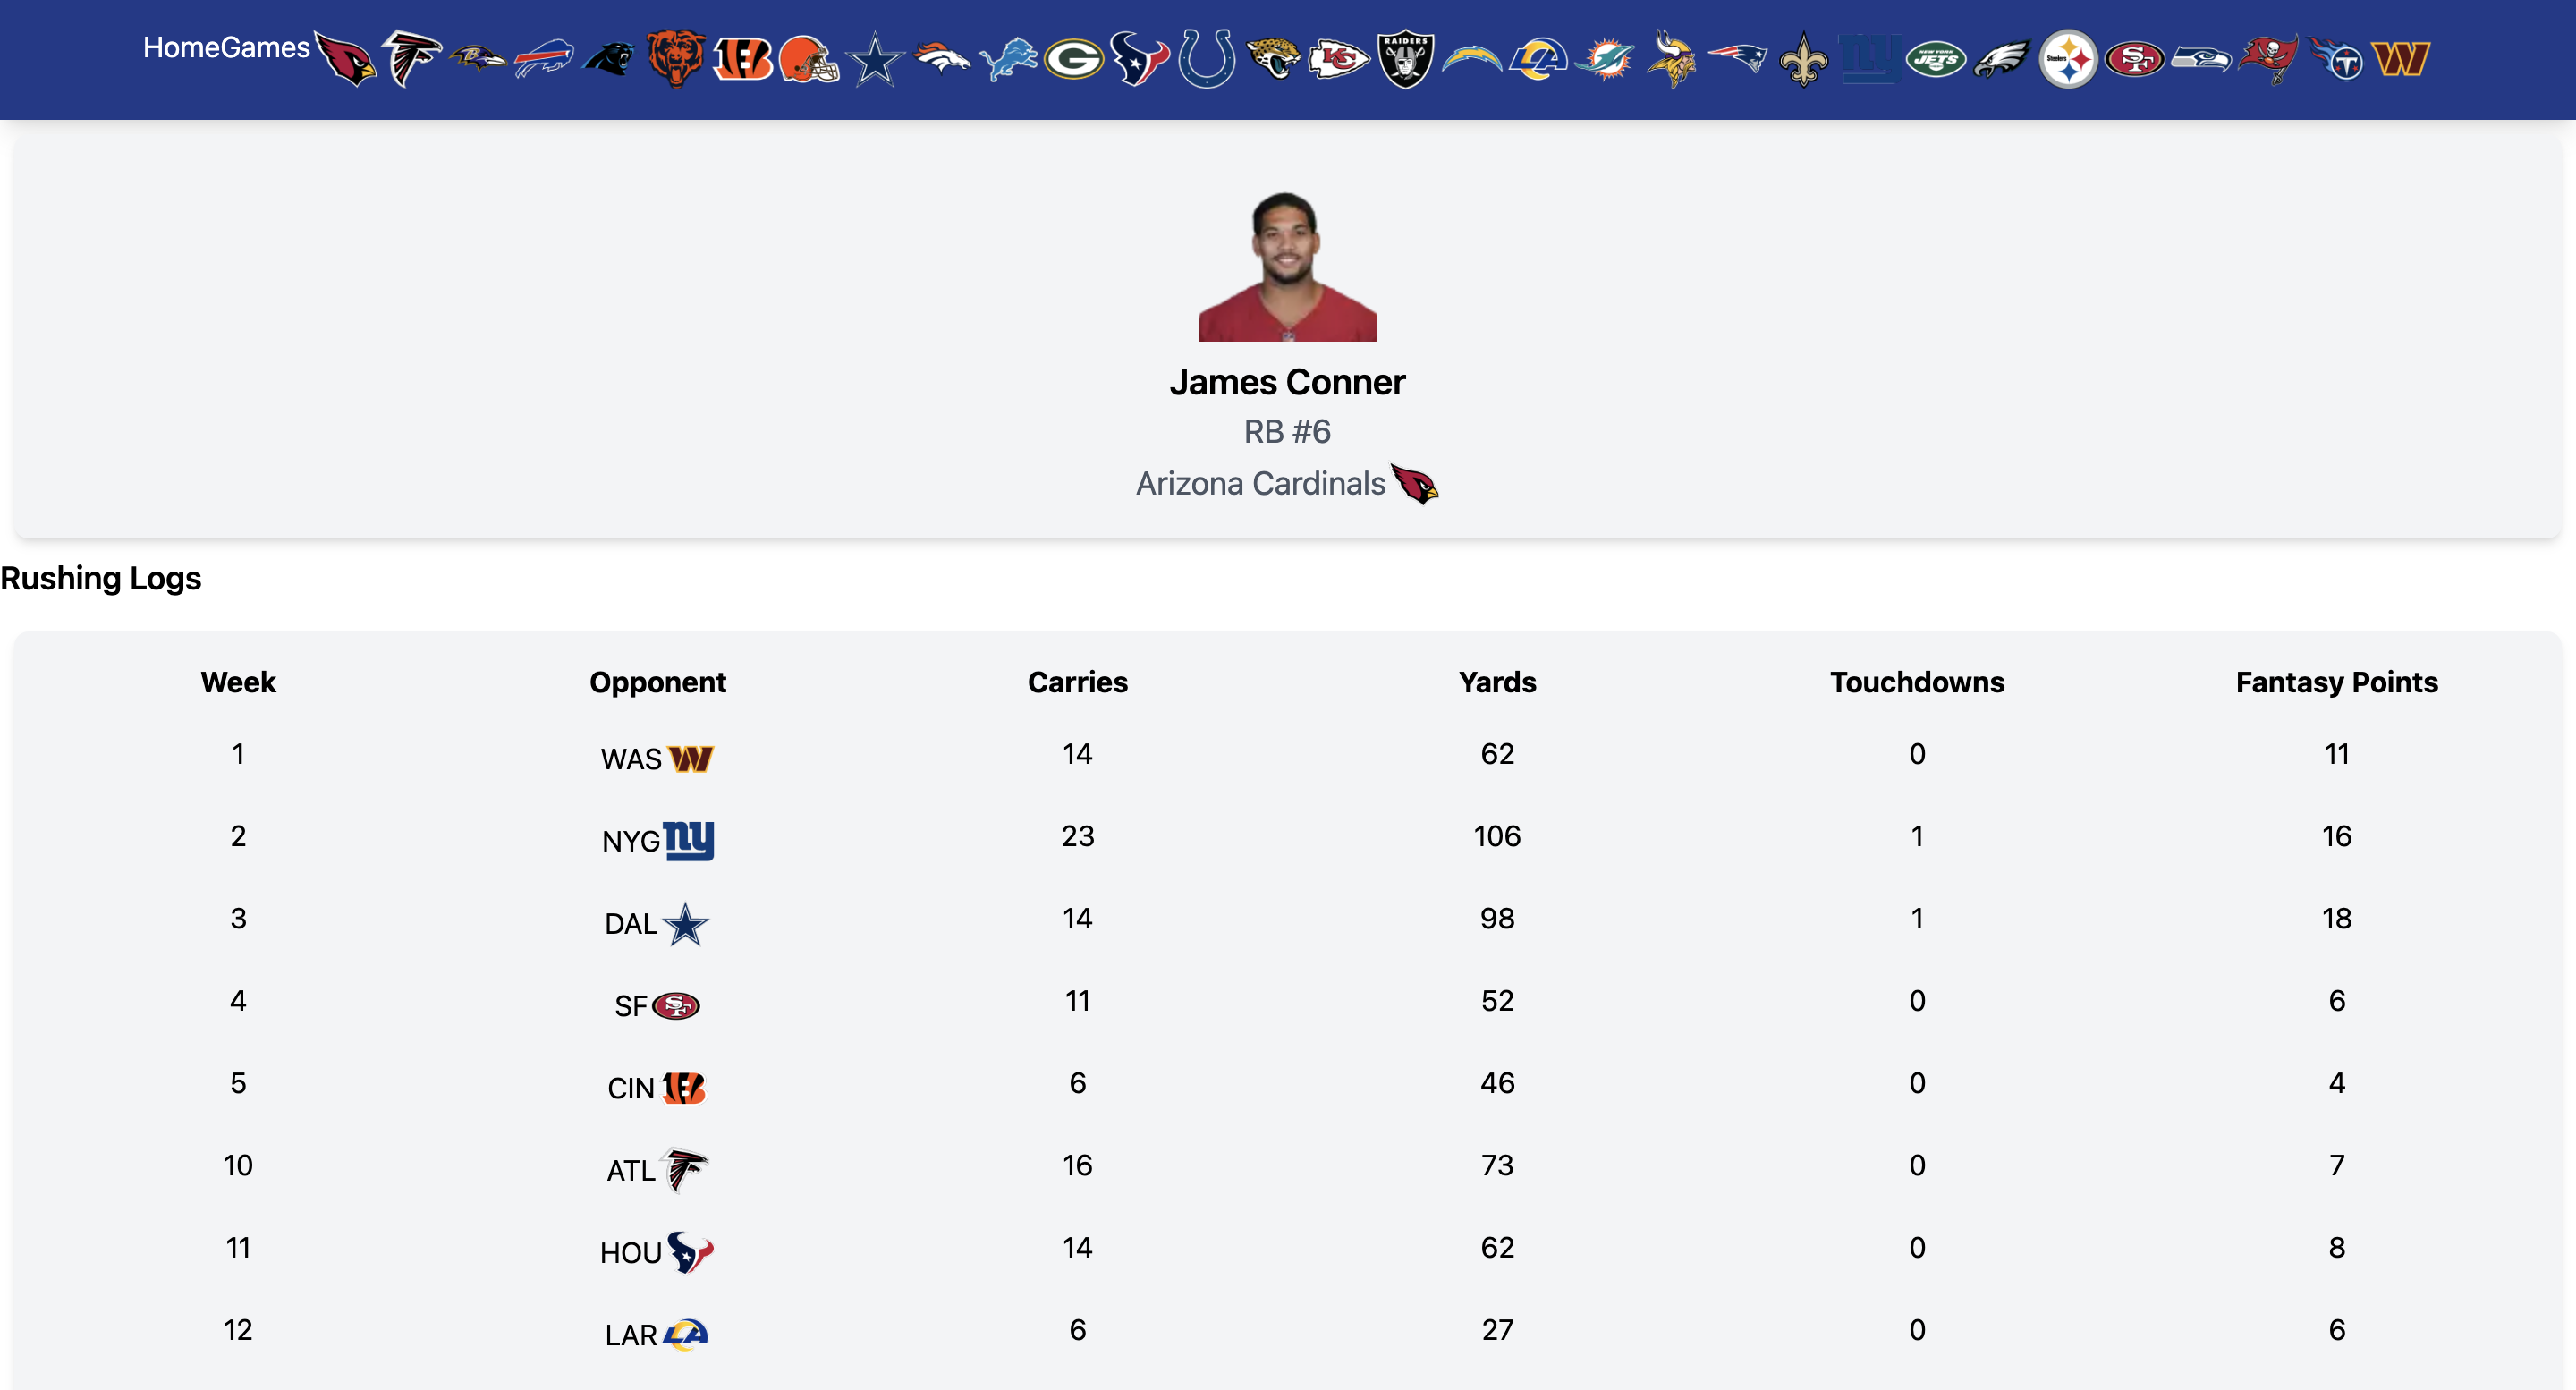 HomeGames
James Conner
RB #6
Arizona Cardinals
Rushing Logs
Week Opponent Carries Yards Touchdowns Fantasy Points
1 WAS 14 62 0 11
2 NYG 23 106 1 16
3 DAL 14 98 1 18
4 SF 11 52 0 6
5 CIN 6 46 0 4
10 ATL 16 73 0 7
11 HOU 14 62 0 8
12 LAR 6 27 0 6